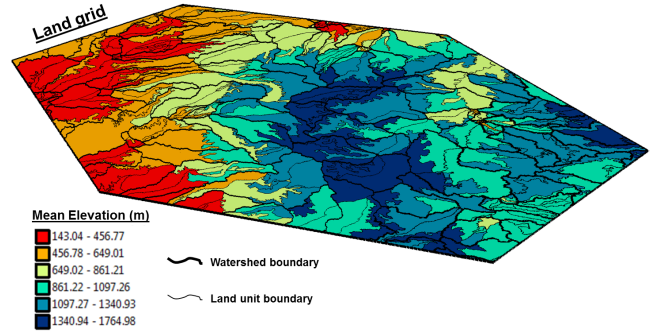 Land grid
Mean Elevation (m)
143.04 - 456.77
456.78 - 649.01
649.02 - 861.21
861.22 - 1097.26
1097.27 - 1340.93
1340.94 - 1764.98
Watershed boundary
Land unit boundary